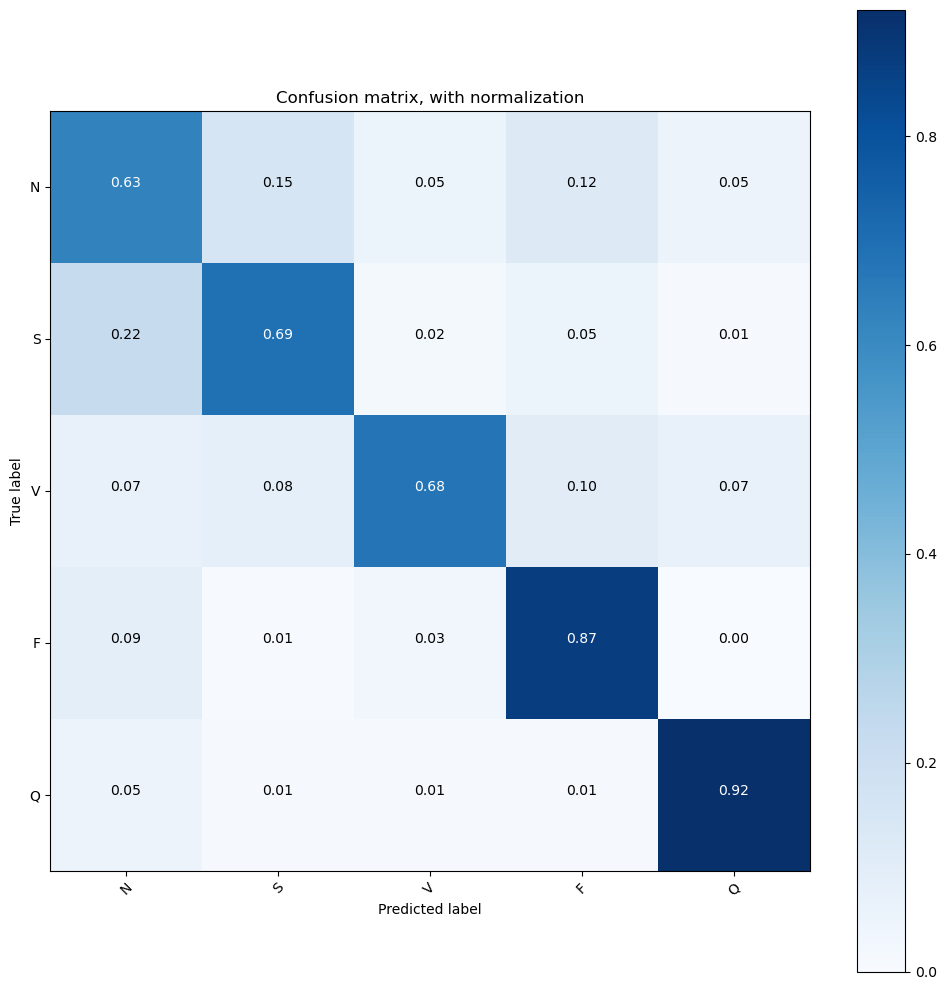 Confusion matrix, with normalization
N 0.63 0.15 0.05 0.12 0.05
S 0.22 0.69 0.02 0.05 0.01
V 0.07 0.08 0.68 0.10 0.07
F 0.09 0.01 0.03 0.87 0.00
Q 0.05 0.01 0.01 0.01 0.92
N S V F Q
True label
Predicted label
0.8
0.6
0.4
0.2
0.0